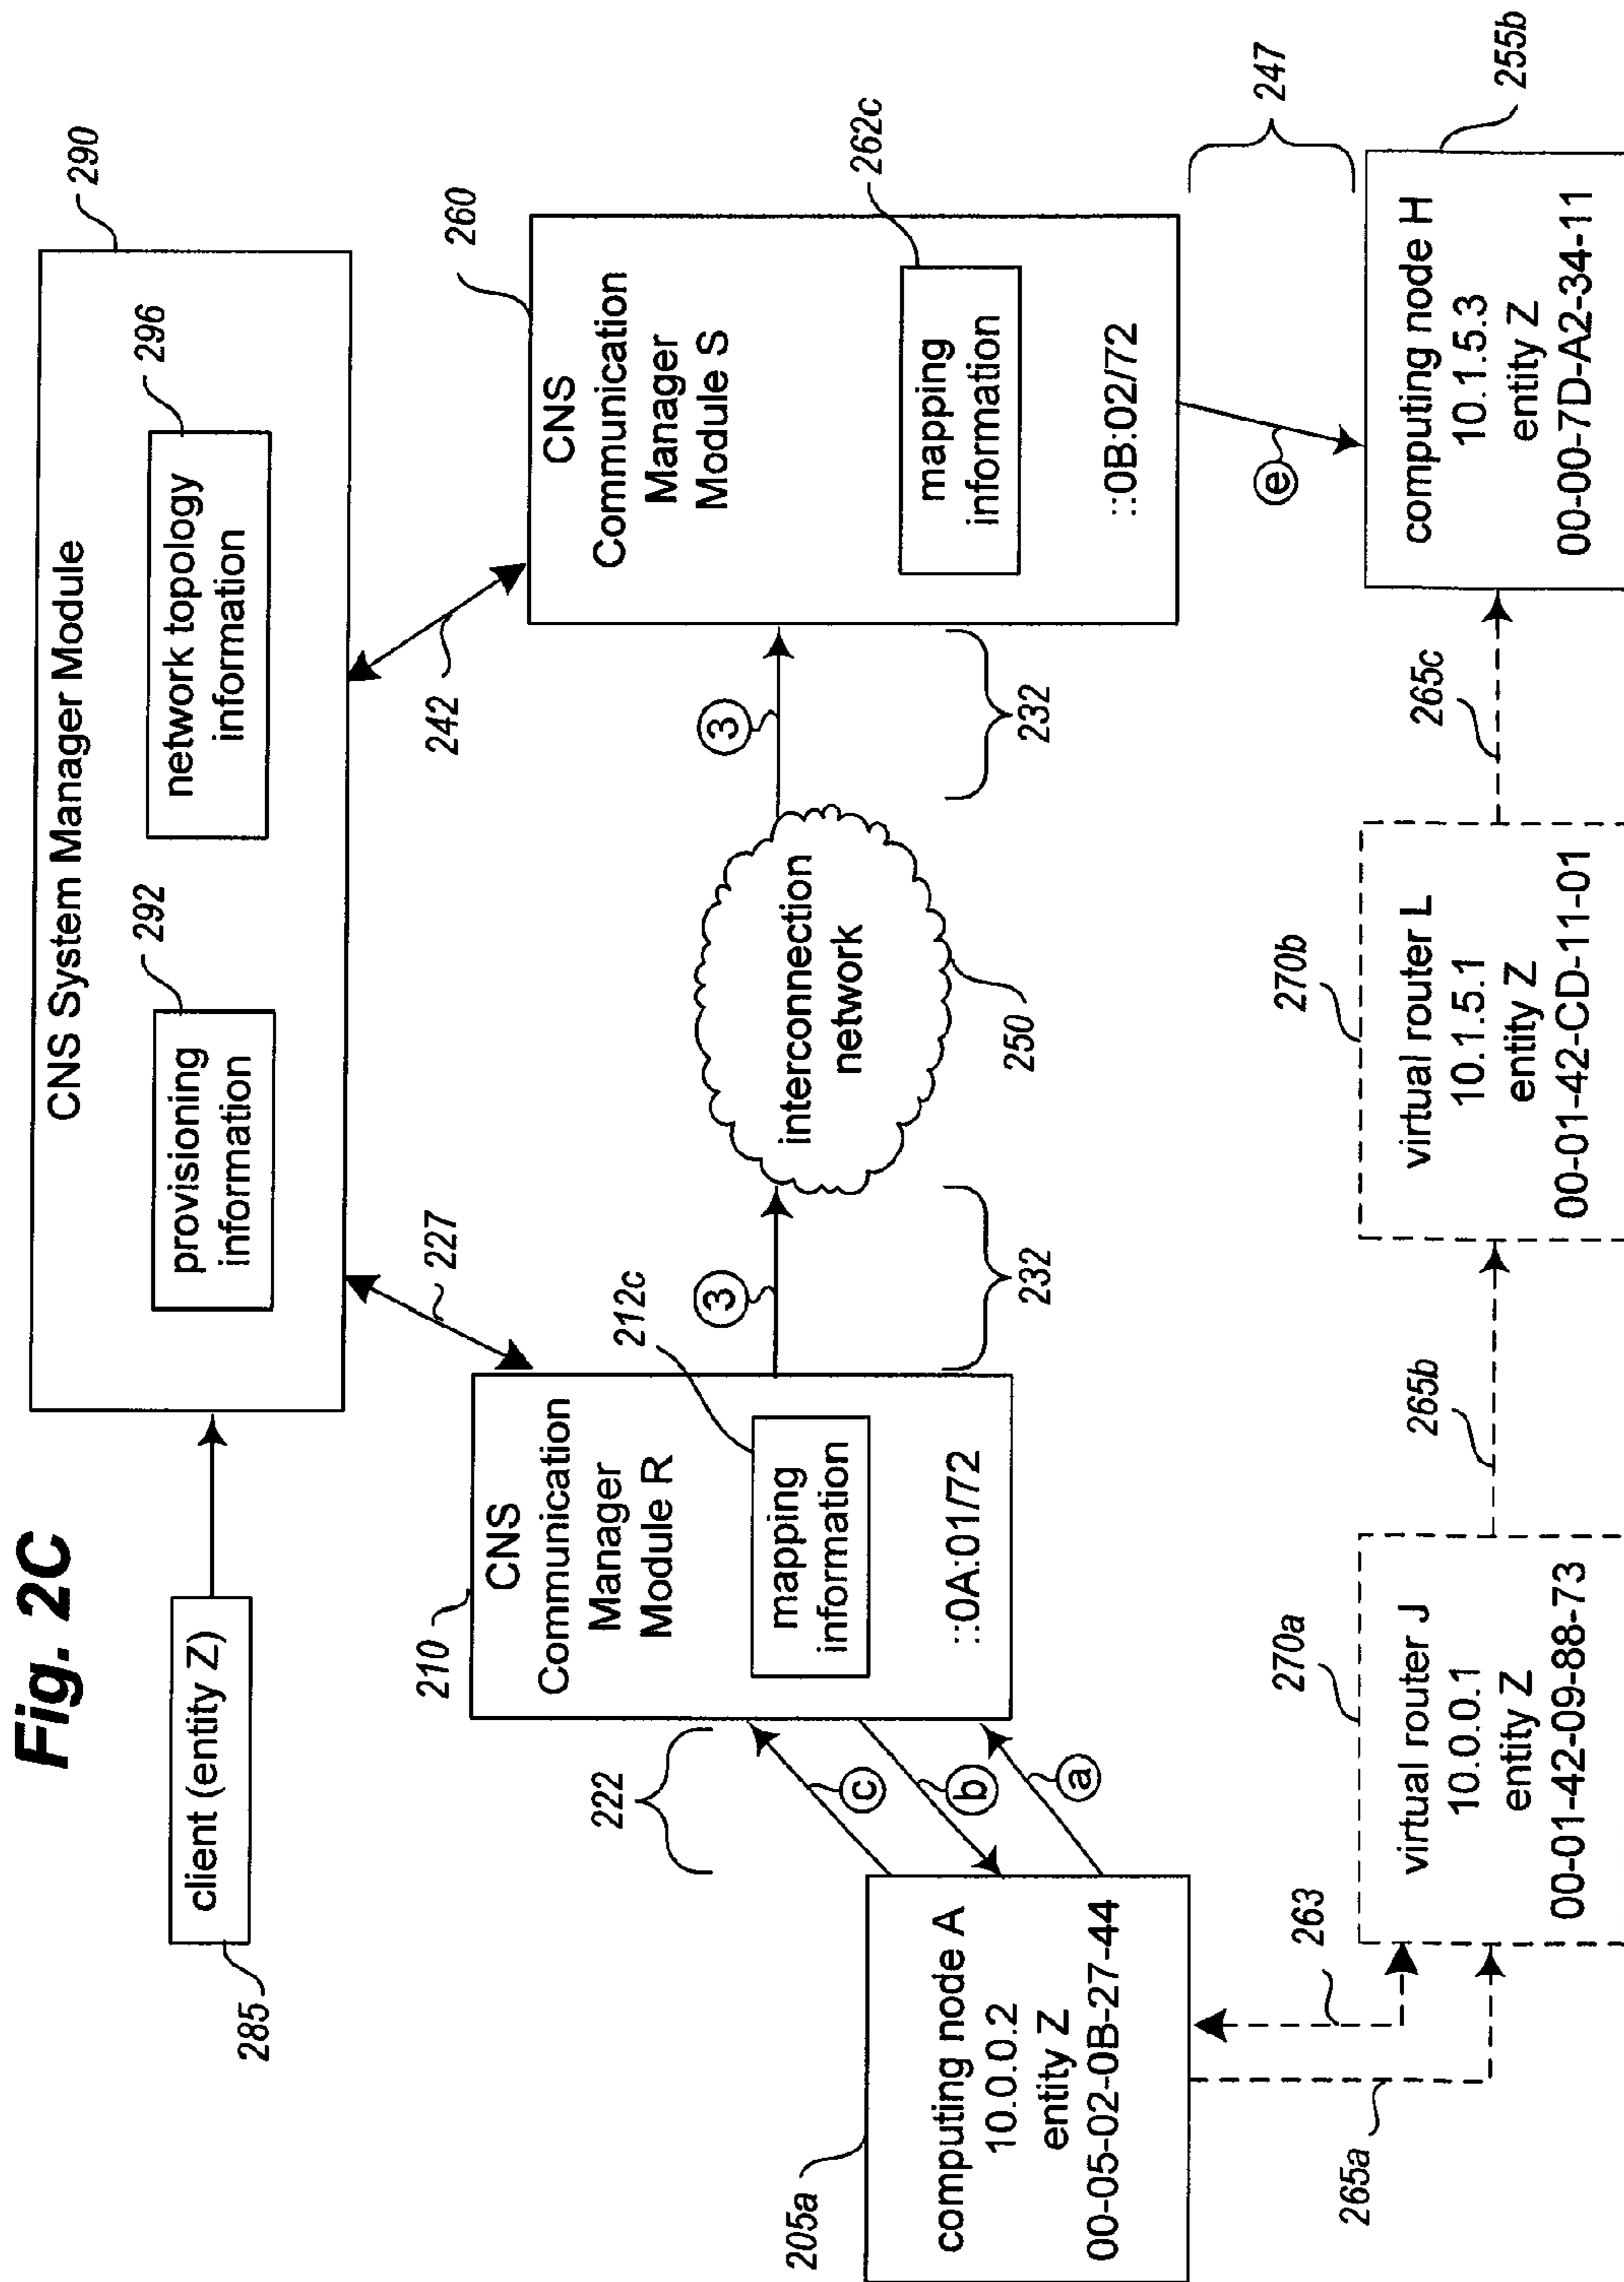 Fig. 2C
client (entity Z)
285
CNS System Manager Module
290
provisioning
information
292
network topology
information
296
227
242
210
CNS
Communication
Manager
Module R
mapping
information
212c
::0A:01/72
260
CNS
Communication
Manager
Module S
mapping
information
262c
::0B:02/72
3
3
232
232
interconnection
network
250
222
c
b
a
e
247
205a
computing node A
10.0.0.2
entity Z
00-05-02-0B-27-44
255b
computing node H
10.1.5.3
entity Z
00-00-7D-A2-34-11
263
265a
270a
virtual router J
10.0.0.1
entity Z
00-01-42-09-88-73
265b
270b
virtual router L
10.1.5.1
entity Z
00-01-42-CD-11-01
265c